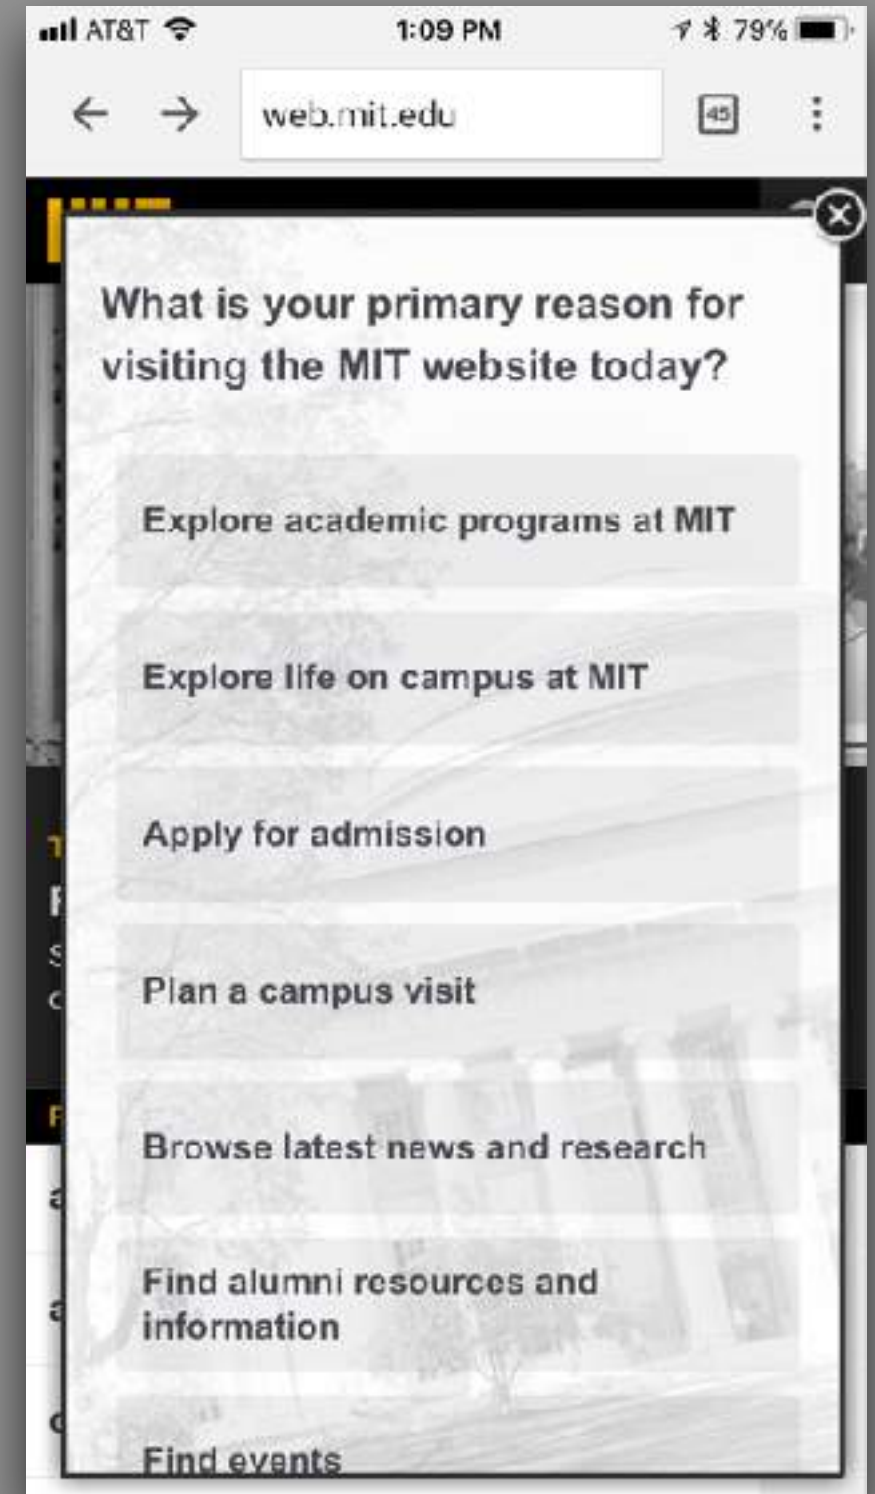 AT&T 1:09 PM 79%
web.mit.edu 45
What is your primary reason for
visiting the MIT website today?
Explore academic programs at MIT
Explore life on campus at MIT
Apply for admission
Plan a campus visit
Browse latest news and research
Find alumni resources and
information
Find events